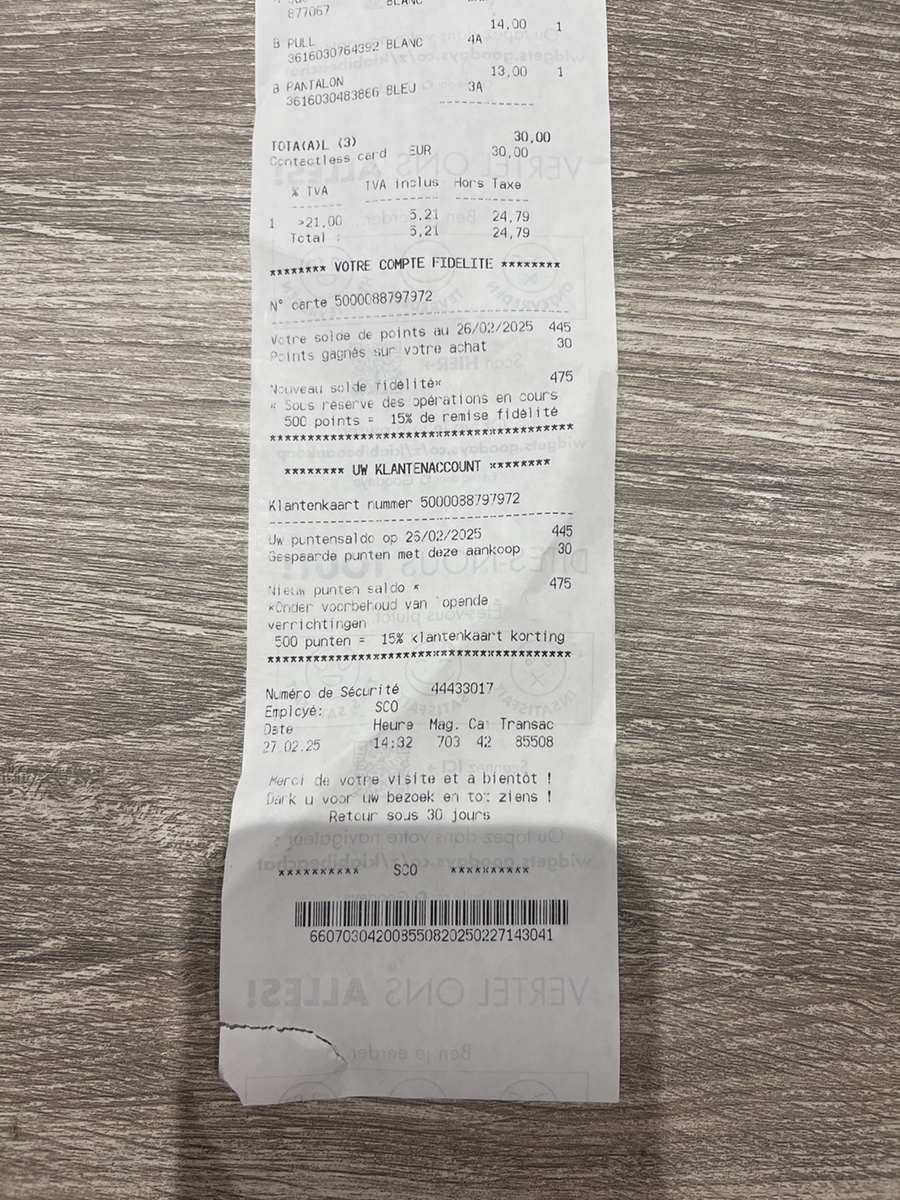 877067 BLANC
14,00 1
B PULL
3616030764392 BLANC 4A
13,00 1
B PANTALON
3616030483866 BLEU 3A
----------------
TOTA(A)L (3) 30,00
Contactless card EUR 30,00
% TVA TVA inclus Hors Taxe
------- ---------- ----------
1 >21,00 5,21 24,79
Total : 5,21 24,79
******** VOTRE COMPTE FIDELITE ********
N° carte 5000088797972
----------------------------------------
Votre solde de points au 26/02/2025 445
Points gagnés sur votre achat 30
Nouveau solde fidélité* 475
* Sous réserve des opérations en cours
500 points = 15% de remise fidélité
******************************************
******** UW KLANTENACCOUNT ********
Klantenkaart nummer 5000088797972
----------------------------------------
Uw puntensaldo op 26/02/2025 445
Gespaarde punten met deze aankoop 30
Nieuw punten saldo * 475
*Onder voorbehoud van opende
verrichtingen
500 punten = 15% klantenkaart korting
******************************************
Numéro de Sécurité 44433017
Employé: SCO
Date Heure Mag. Ca Transac
27.02.25 14:32 703 42 85508
Merci de votre visite et à bientôt !
Dank u voor uw bezoek en tot ziens !
Retour sous 30 jours
********** SCO **********
660703042008550820250227143041